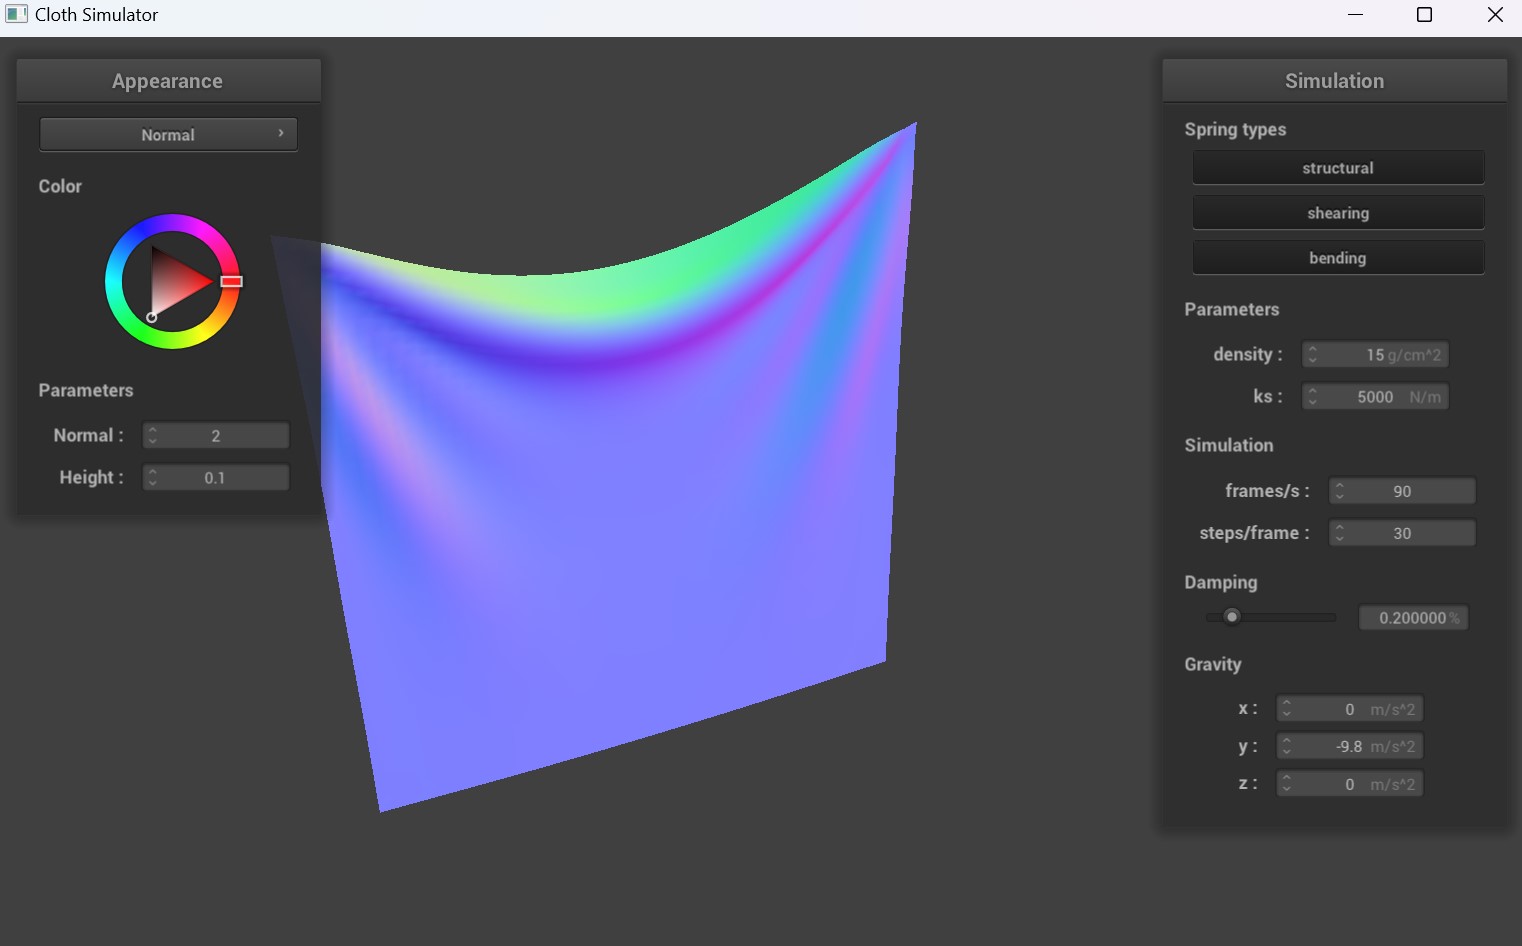 Cloth Simulator
Appearance
Normal
Color
Parameters
Normal : 2
Height : 0.1
Simulation
Spring types
structural
shearing
bending
Parameters
density : 15 g/cm^2
ks : 5000 N/m
Simulation
frames/s : 90
steps/frame : 30
Damping
0.200000 %
Gravity
x : 0 m/s^2
y : -9.8 m/s^2
z : 0 m/s^2